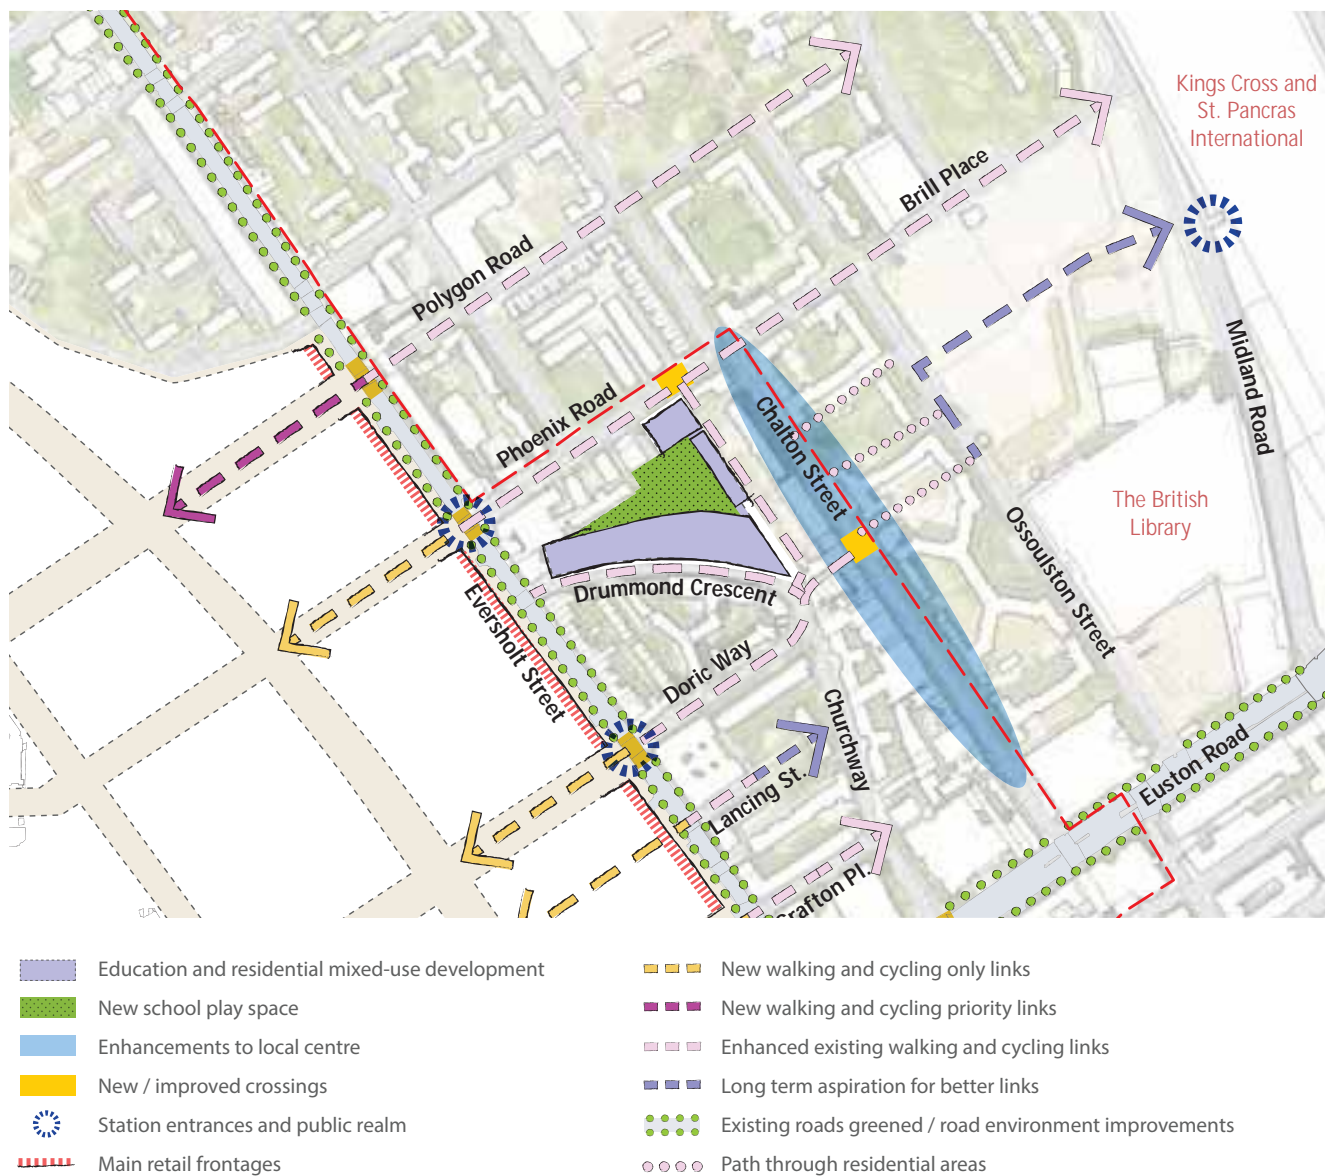 Kings Cross and
St. Pancras
International
Brill Place
Polygon Road
Midland Road
Phoenix Road
Chalton Street
The British
Library
Ossoulston Street
Drummond Crescent
Eversholt Street
Doric Way
Churchway
Lancing St.
Euston Road
Grafton Pl.
Education and residential mixed-use development
New school play space
Enhancements to local centre
New / improved crossings
Station entrances and public realm
Main retail frontages
New walking and cycling only links
New walking and cycling priority links
Enhanced existing walking and cycling links
Long term aspiration for better links
Existing roads greened / road environment improvements
Path through residential areas